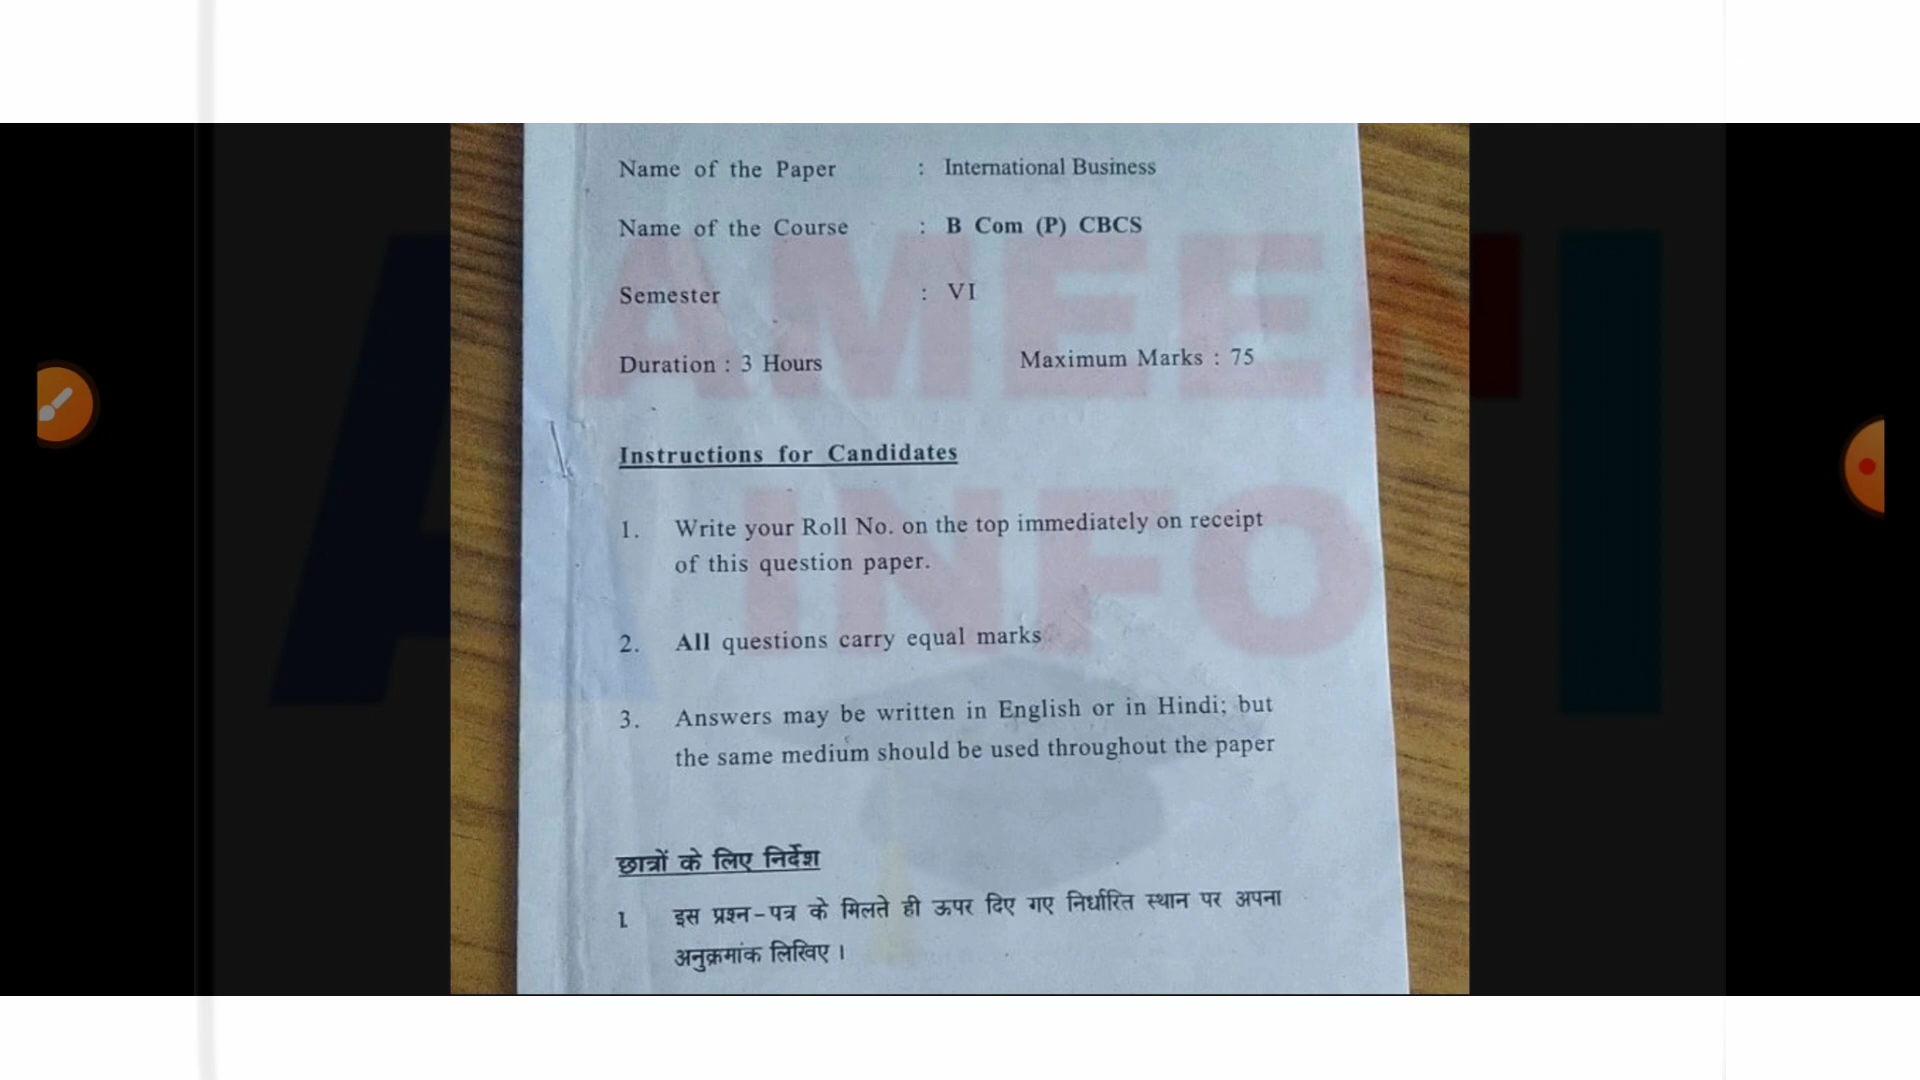 Name of the Paper : International Business
Name of the Course : B Com (P) CBCS
Semester : VI
Duration : 3 Hours Maximum Marks : 75
Instructions for Candidates
1. Write your Roll No. on the top immediately on receipt
of this question paper.
2. All questions carry equal marks
3. Answers may be written in English or in Hindi; but
the same medium should be used throughout the paper
छात्रों के लिए निर्देश
1. इस प्रश्न-पत्र के मिलते ही ऊपर दिए गए निर्धारित स्थान पर अपना
अनुक्रमांक लिखिए।
AMEEN
INFO